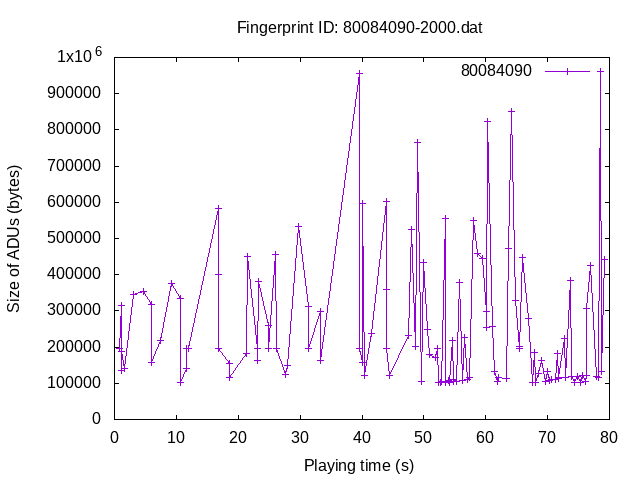 Fingerprint ID: 80084090-2000.dat
1x10^6
80084090
900000
800000
700000
600000
500000
400000
300000
200000
100000
0
Size of ADUs (bytes)
0 10 20 30 40 50 60 70 80
Playing time (s)